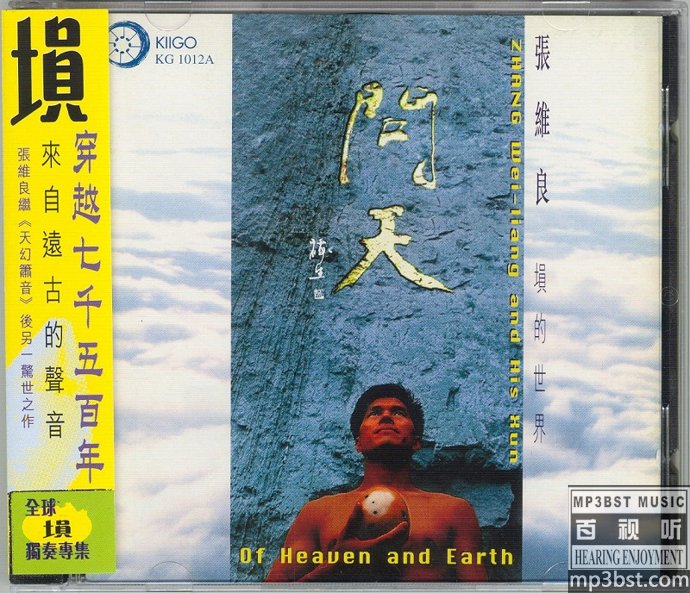 塤
穿越七千五百年
來自遠古的聲音
張維良繼《天幻簫音》後另一驚世之作
全球
塤
獨奏專集
KIIGO
KG 1012A
問天
張維良 塤的世界
ZHANG Wei-liang and His Xun
Of Heaven and Earth
MP3BST MUSIC
百视听
HEARING ENJOYMENT
mp3bst.com